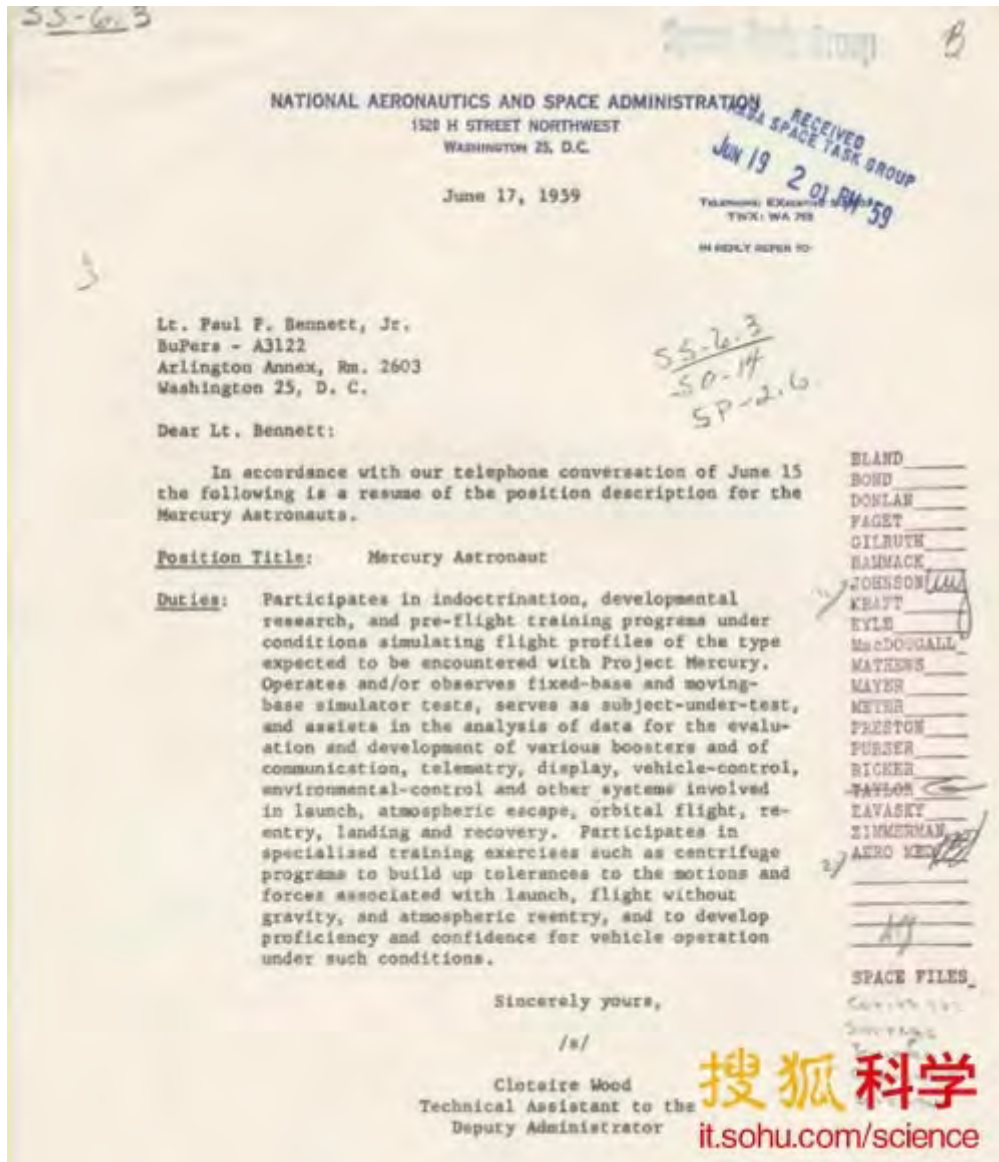 SS-6.3
B
NATIONAL AERONAUTICS AND SPACE ADMINISTRATION
1520 H STREET NORTHWEST
WASHINGTON 25, D.C.
RECEIVED
NASA SPACE TASK GROUP
JUN 19 2 01 PM '59
June 17, 1959
TELEPHONE: EXECUTIVE
TWX: WA 755
IN REPLY REFER TO:
Lt. Paul P. Bennett, Jr.
BuPers - A3122
Arlington Annex, Rm. 2603
Washington 25, D. C.
SS-6.3
SO-14
SP-2.6
Dear Lt. Bennett:
In accordance with our telephone conversation of June 15
the following is a resume of the position description for the
Mercury Astronauts.
Position Title: Mercury Astronaut
Duties: Participates in indoctrination, developmental
research, and pre-flight training programs under
conditions simulating flight profiles of the type
expected to be encountered with Project Mercury.
Operates and/or observes fixed-base and moving-
base simulator tests, serves as subject-under-test,
and assists in the analysis of data for the evalu-
ation and development of various boosters and of
communication, telemetry, display, vehicle-control,
environmental-control and other systems involved
in launch, atmospheric escape, orbital flight, re-
entry, landing and recovery. Participates in
specialized training exercises such as centrifuge
programs to build up tolerances to the motions and
forces associated with launch, flight without
gravity, and atmospheric reentry, and to develop
proficiency and confidence for vehicle operation
under such conditions.
Sincerely yours,
/s/
Clotaire Wood
Technical Assistant to the
Deputy Administrator
BLAND
BOND
DONLAN
FAGET
GILRUTH
HAMMACK
JOHNSON
KRAFT
KYLE
MacDOUGALL
MATHEWS
MAYER
MEYER
PRESTON
PURSER
RICKER
TAYLOR
ZAVASKY
ZIMMERMAN
2) AERO MED
SPACE FILES
搜狐科学
it.sohu.com/science